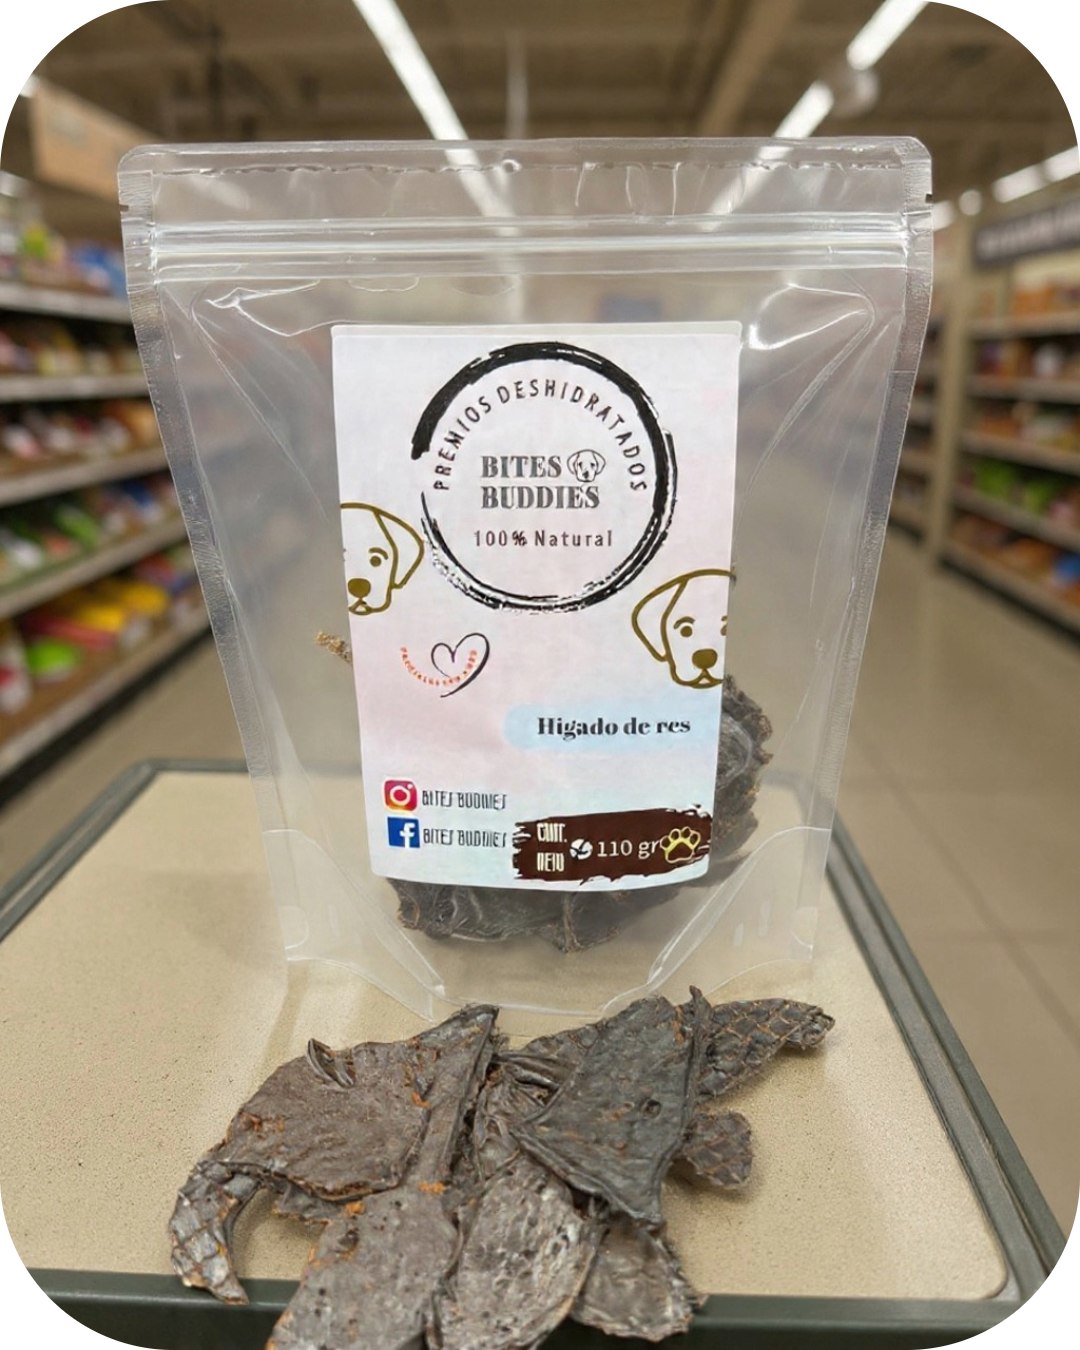 PREMIOS DESHIDRATADOS
BITES
BUDDIES
100% Natural
Higado de res
BITES BUDDIES
BITES BUDDIES
CONT.
NETO
110 gr